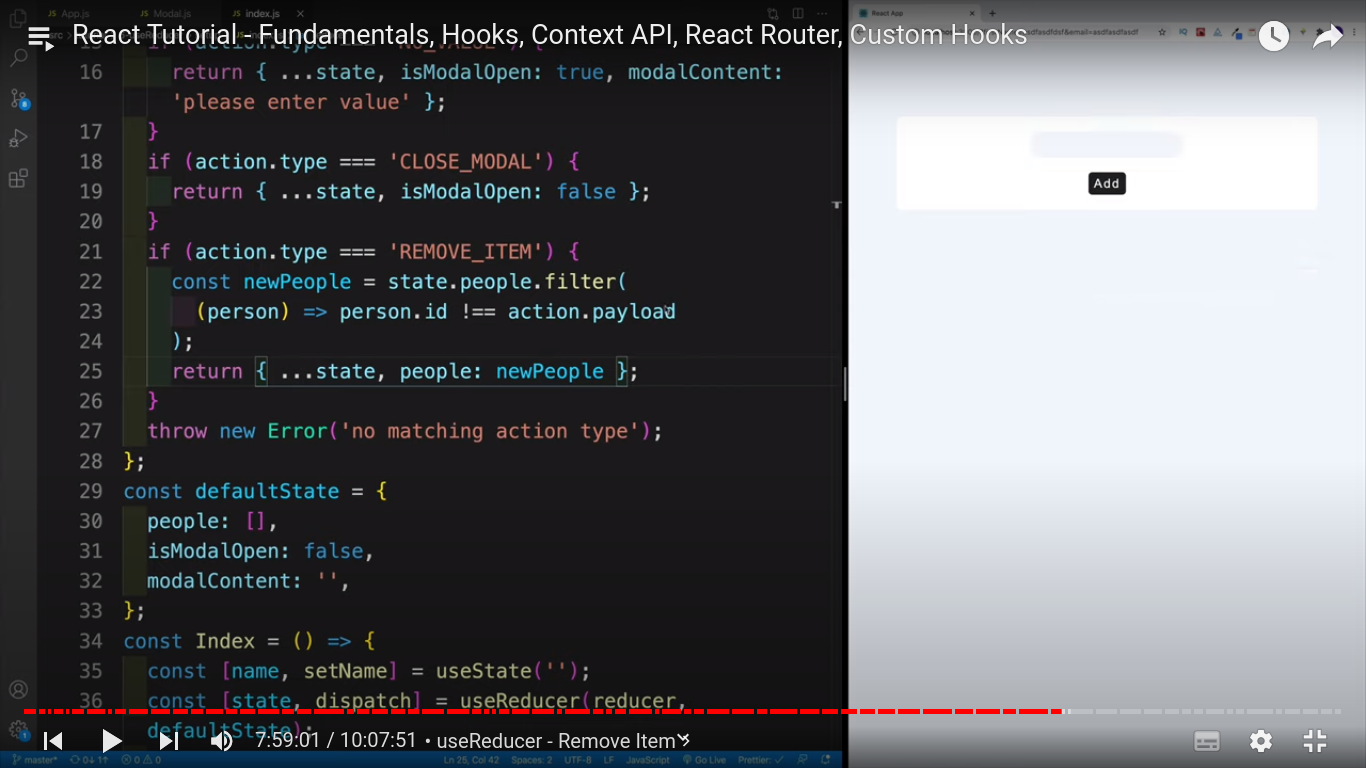 App.js Modal.js index.js
React Tutorial - Fundamentals, Hooks, Context API, React Router, Custom Hooks
React App
16 return { ...state, isModalOpen: true, modalContent:
'please enter value' };
17 }
18 if (action.type === 'CLOSE_MODAL') {
19 return { ...state, isModalOpen: false };
20 }
21 if (action.type === 'REMOVE_ITEM') {
22 const newPeople = state.people.filter(
23 (person) => person.id !== action.payload
24 );
25 return { ...state, people: newPeople };
26 }
27 throw new Error('no matching action type');
28 };
29 const defaultState = {
30 people: [],
31 isModalOpen: false,
32 modalContent: '',
33 };
34 const Index = () => {
35 const [name, setName] = useState('');
36 const [state, dispatch] = useReducer(reducer,
defaultState);
Add
7:59:01 / 10:07:51 • useReducer - Remove Item
master* 0↓ 1↑ 0 0 Ln 25, Col 42 Spaces: 2 UTF-8 LF JavaScript Go Live Prettier: ✓